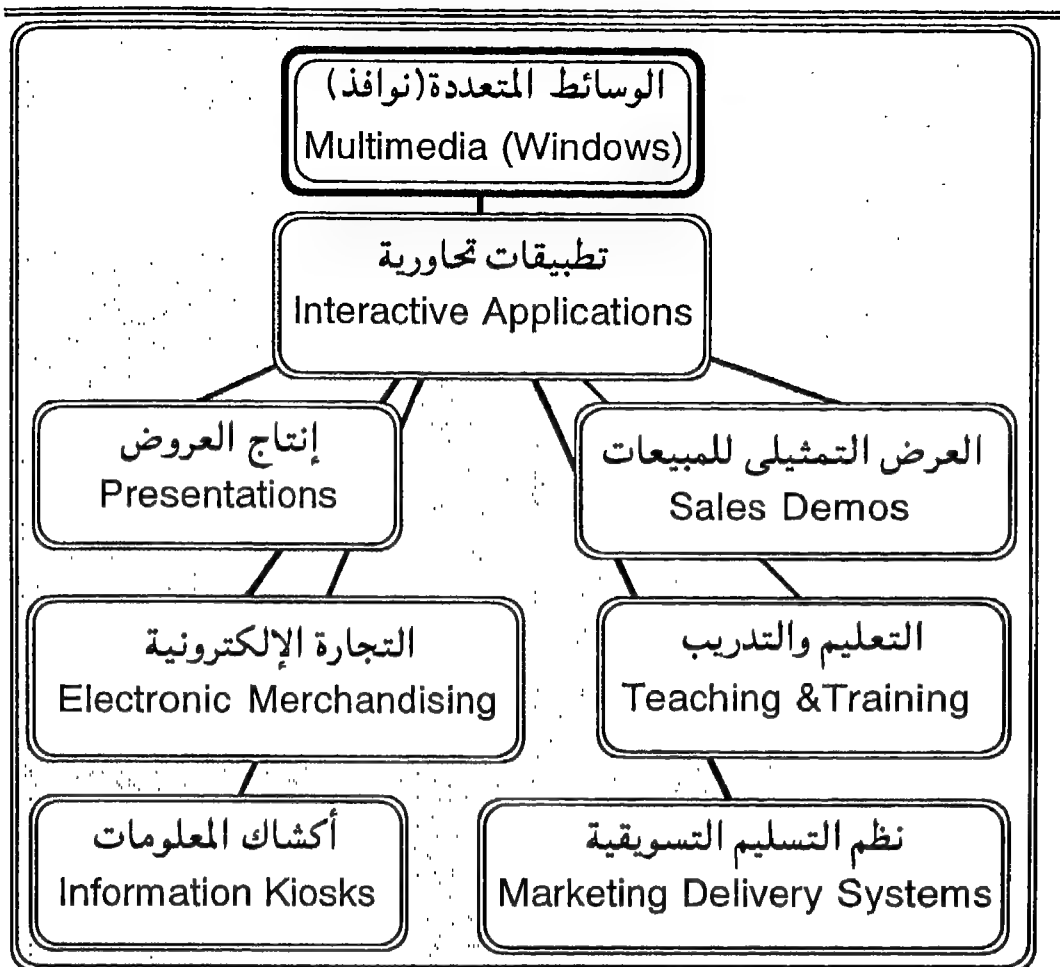 الوسائط المتعددة(نوافذ)
Multimedia (Windows)
تطبيقات تحاورية
Interactive Applications
إنتاج العروض
Presentations
العرض التمثيلى للمبيعات
Sales Demos
التجارة الإلكترونية
Electronic Merchandising
التعليم والتدريب
Teaching &Training
أكشاك المعلومات
Information Kiosks
نظم التسليم التسويقية
Marketing Delivery Systems